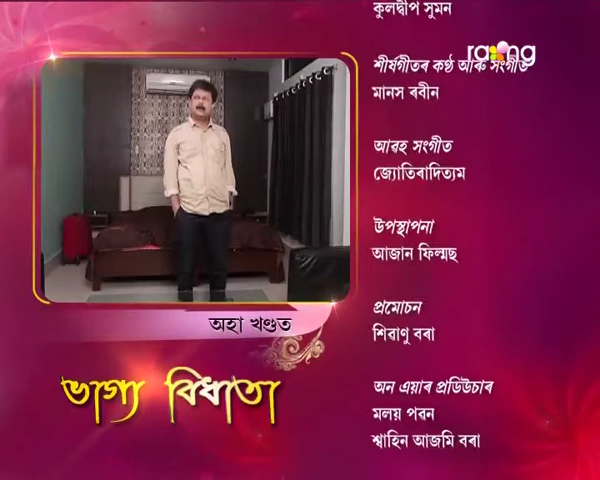 কুলদ্বীপ সুমন
rang
শীৰ্ষগীতৰ কণ্ঠ আৰু সংগীত
মানস ৰবীন
আৱহ সংগীত
জ্যোতিৰাদিত্যম
উপস্থাপনা
আজান ফিল্মছ
প্ৰমোচন
শিৱাণু বৰা
অন এয়াৰ প্ৰডিউচাৰ
মলয় পৱন
শ্বাহিন আজমি বৰা
অহা খণ্ডত
ভাগ্য বিধাতা